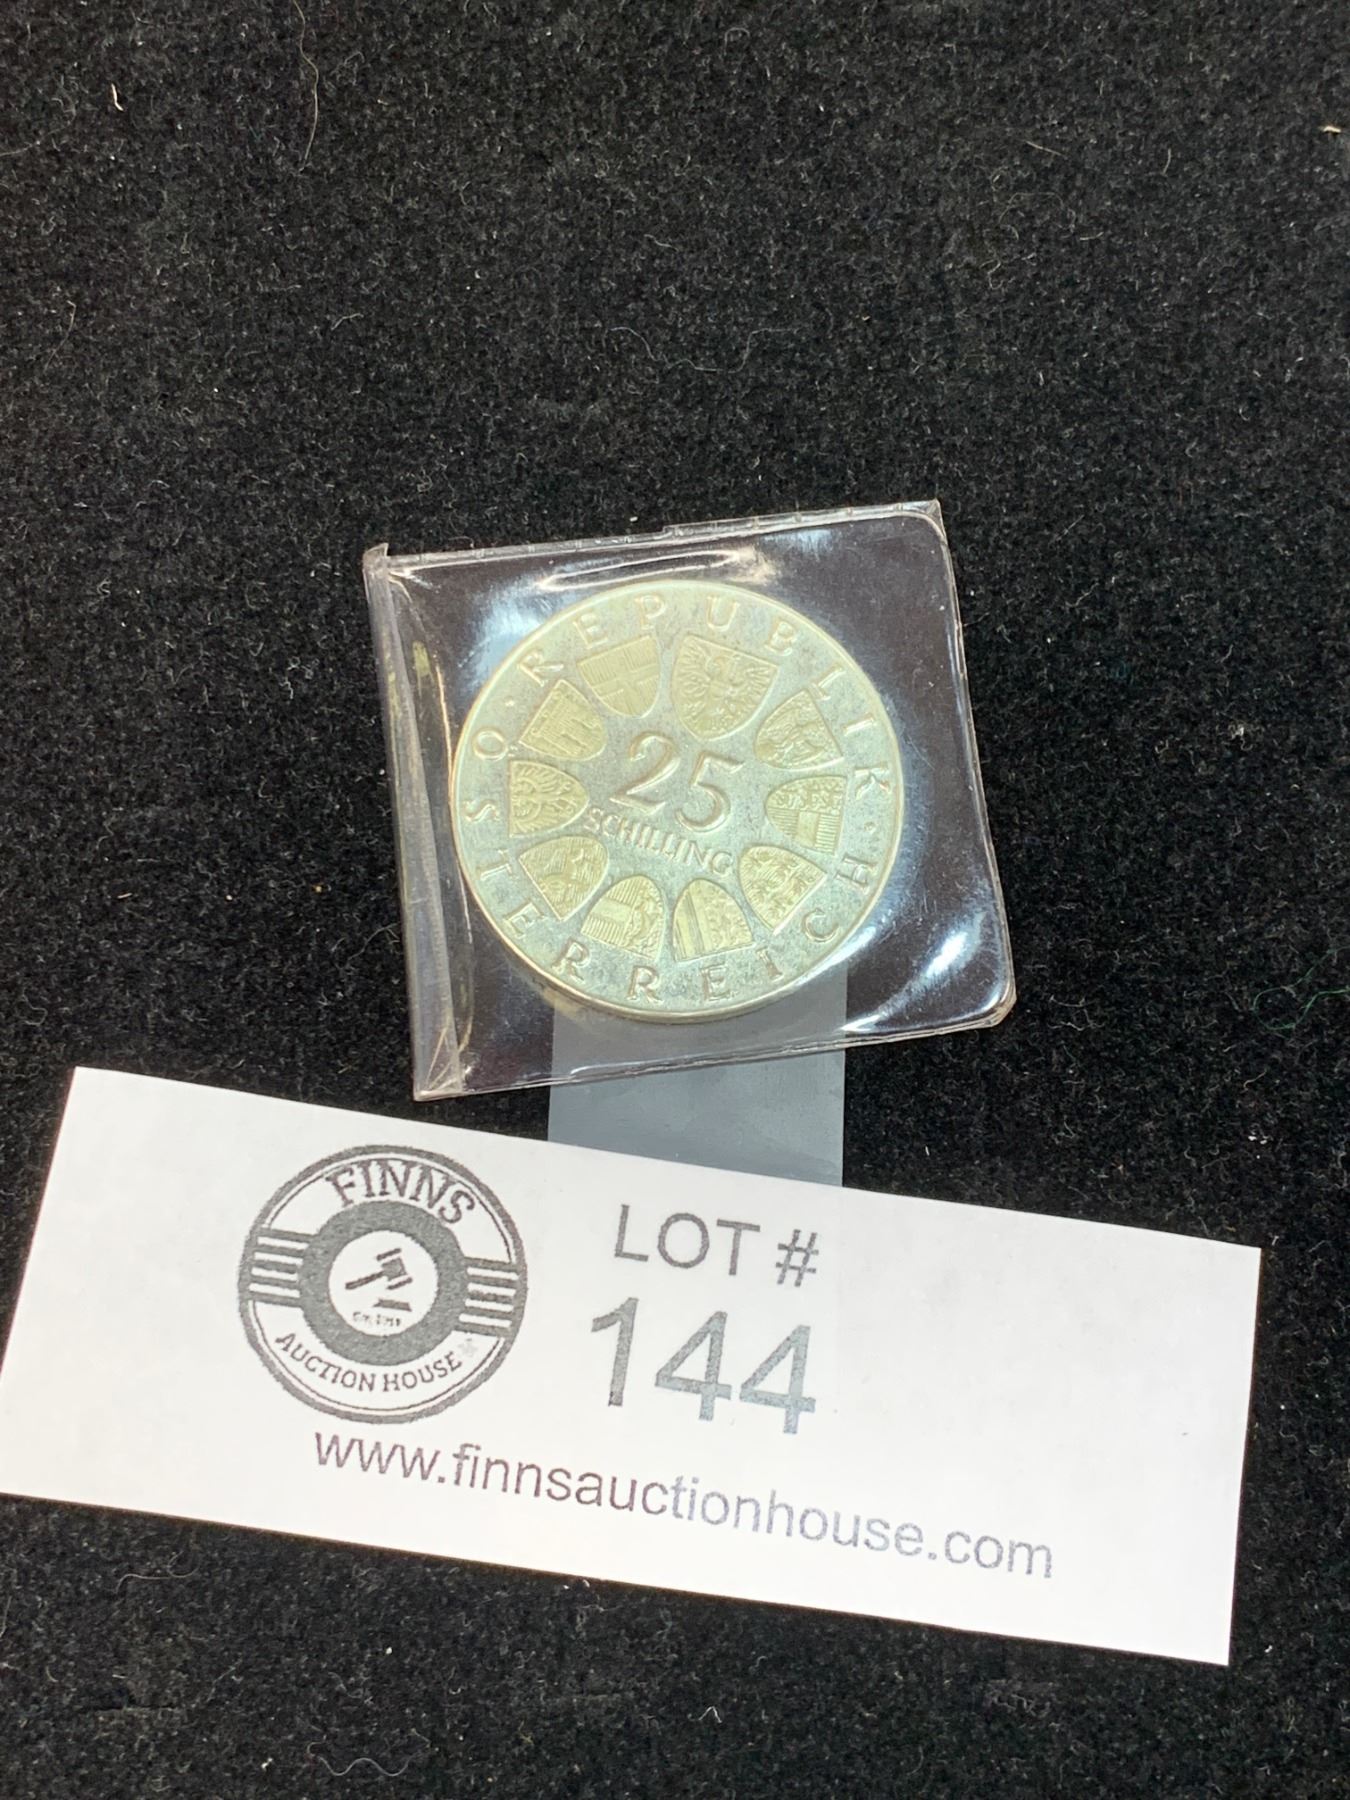 REPUBLIK · ÖSTERREICH ·
25
SCHILLING
FINNS
AUCTION HOUSE
LOT #
144
www.finnsauctionhouse.com